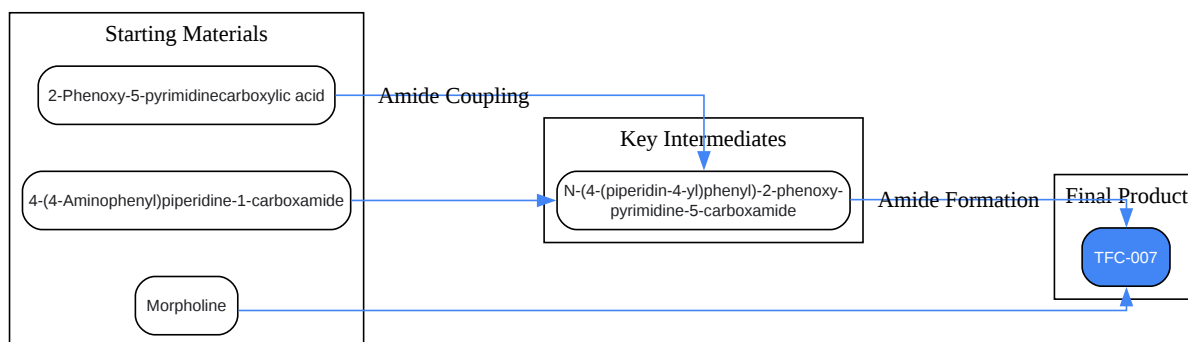 Starting Materials
2-Phenoxy-5-pyrimidinecarboxylic acid
Amide Coupling
4-(4-Aminophenyl)piperidine-1-carboxamide
Morpholine
Key Intermediates
N-(4-(piperidin-4-yl)phenyl)-2-phenoxy-
pyrimidine-5-carboxamide
Amide Formation
Final Product
TFC-007